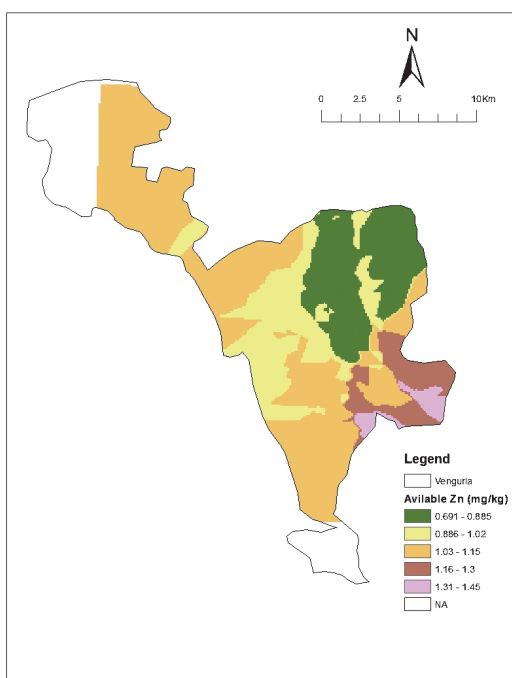 N
0 2.5 5 10Km
Legend
Vengurla
Avilable Zn (mg/kg)
0.691 - 0.885
0.886 - 1.02
1.03 - 1.15
1.16 - 1.3
1.31 - 1.45
NA